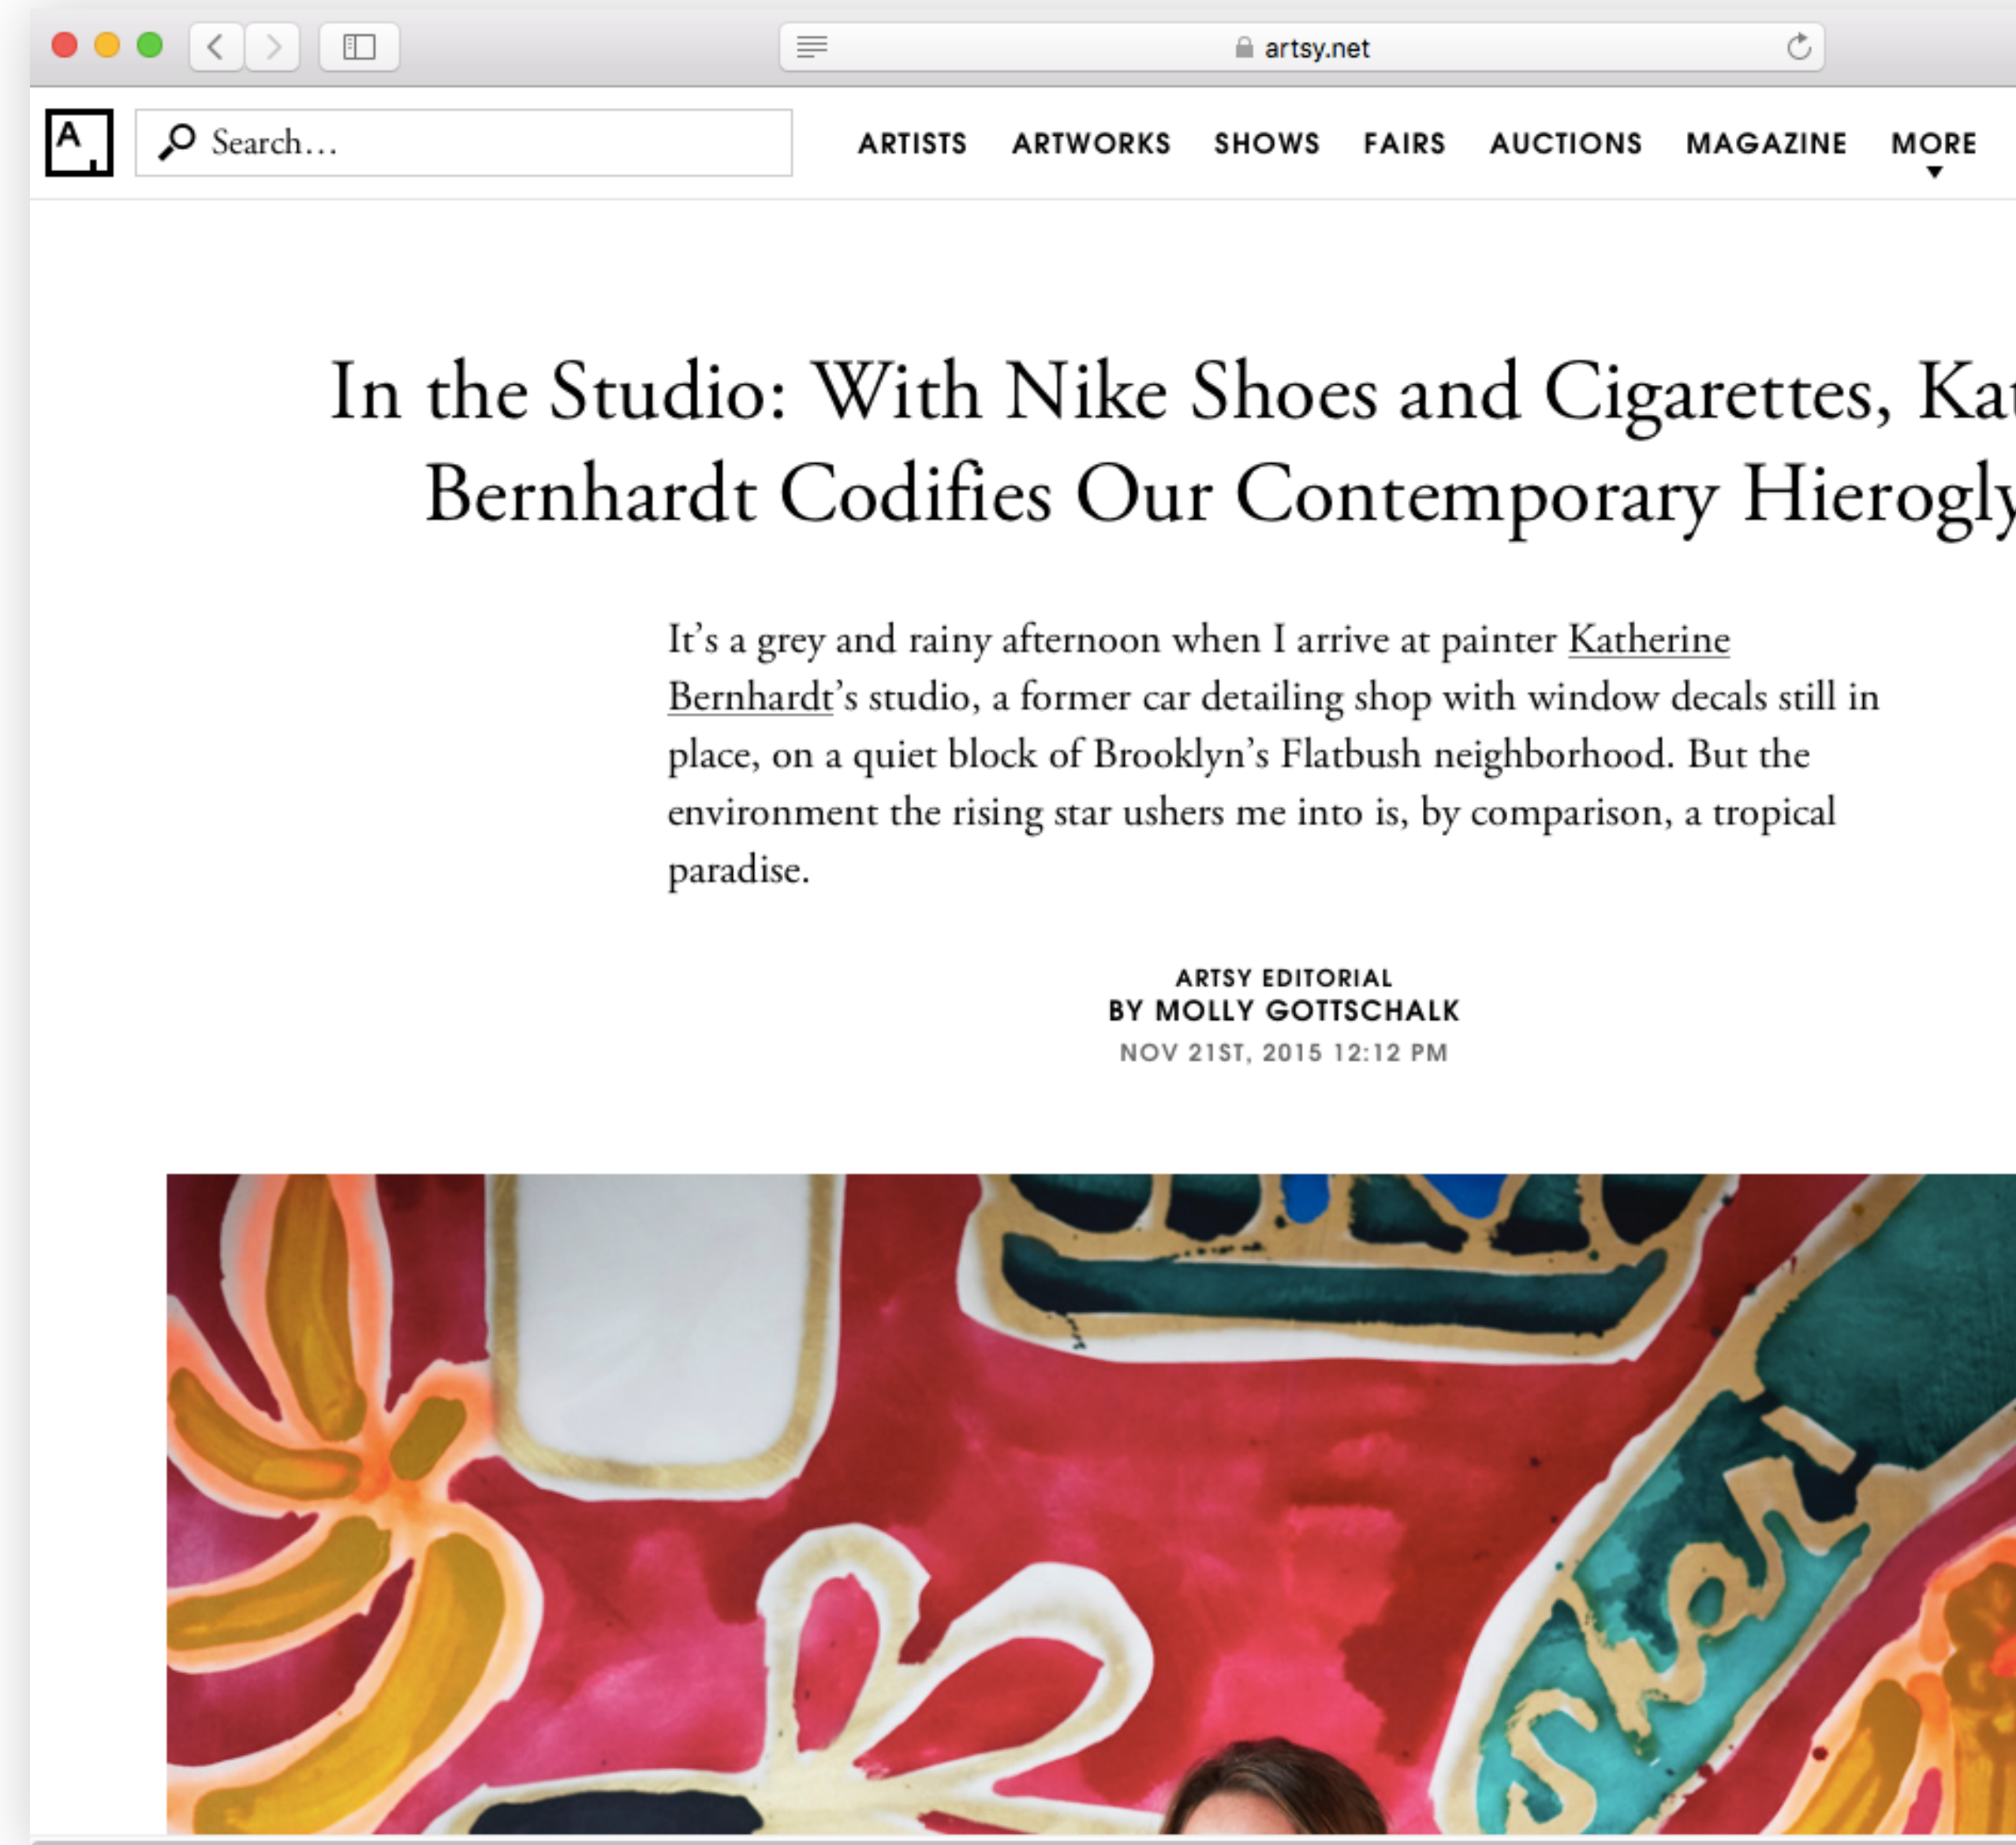 artsy.net
A
Search...
ARTISTS ARTWORKS SHOWS FAIRS AUCTIONS MAGAZINE MORE
In the Studio: With Nike Shoes and Cigarettes, Kat
Bernhardt Codifies Our Contemporary Hierogly
It’s a grey and rainy afternoon when I arrive at painter Katherine
Bernhardt’s studio, a former car detailing shop with window decals still in
place, on a quiet block of Brooklyn’s Flatbush neighborhood. But the
environment the rising star ushers me into is, by comparison, a tropical
paradise.
ARTSY EDITORIAL
BY MOLLY GOTTSCHALK
NOV 21ST, 2015 12:12 PM